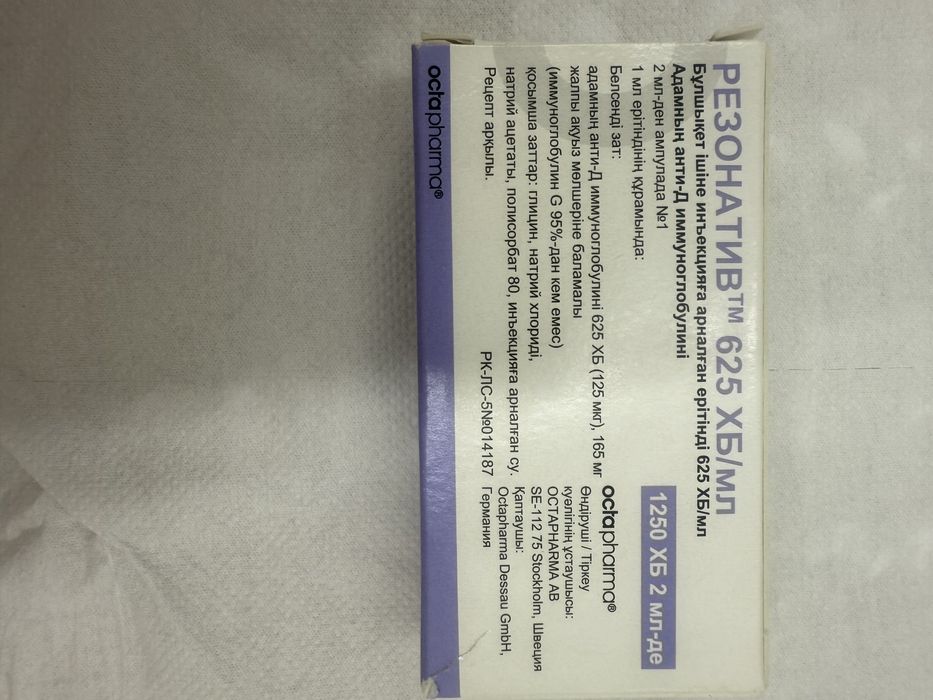 РЕЗОНАТИВ™ 625 ХБ/мл
Бұлшықет ішіне инъекцияға арналған ерітінді 625 ХБ/мл
Адамның анти-Д иммуноглобулині
2 мл-ден ампулада №1
1 мл ерітіндінің құрамында:
Белсенді зат:
адамның анти-Д иммуноглобулині 625 ХБ (125 мкг), 165 мг
жалпы ақуыз мөлшеріне баламалы
(иммуноглобулин G 95%-дан кем емес)
қосымша заттар: глицин, натрий хлориді,
натрий ацетаты, полисорбат 80, инъекцияға арналған су.
Рецепт арқылы.
РК-ЛС-5№014187
1250 ХБ 2 мл-де
octapharma®
Өндіруші / Тіркеу
куәлігінің ұстаушысы:
OCTAPHARMA AB
SE-112 75 Stockholm, Швеция
Қаптаушы:
Octapharma Dessau GmbH,
Германия
octapharma®